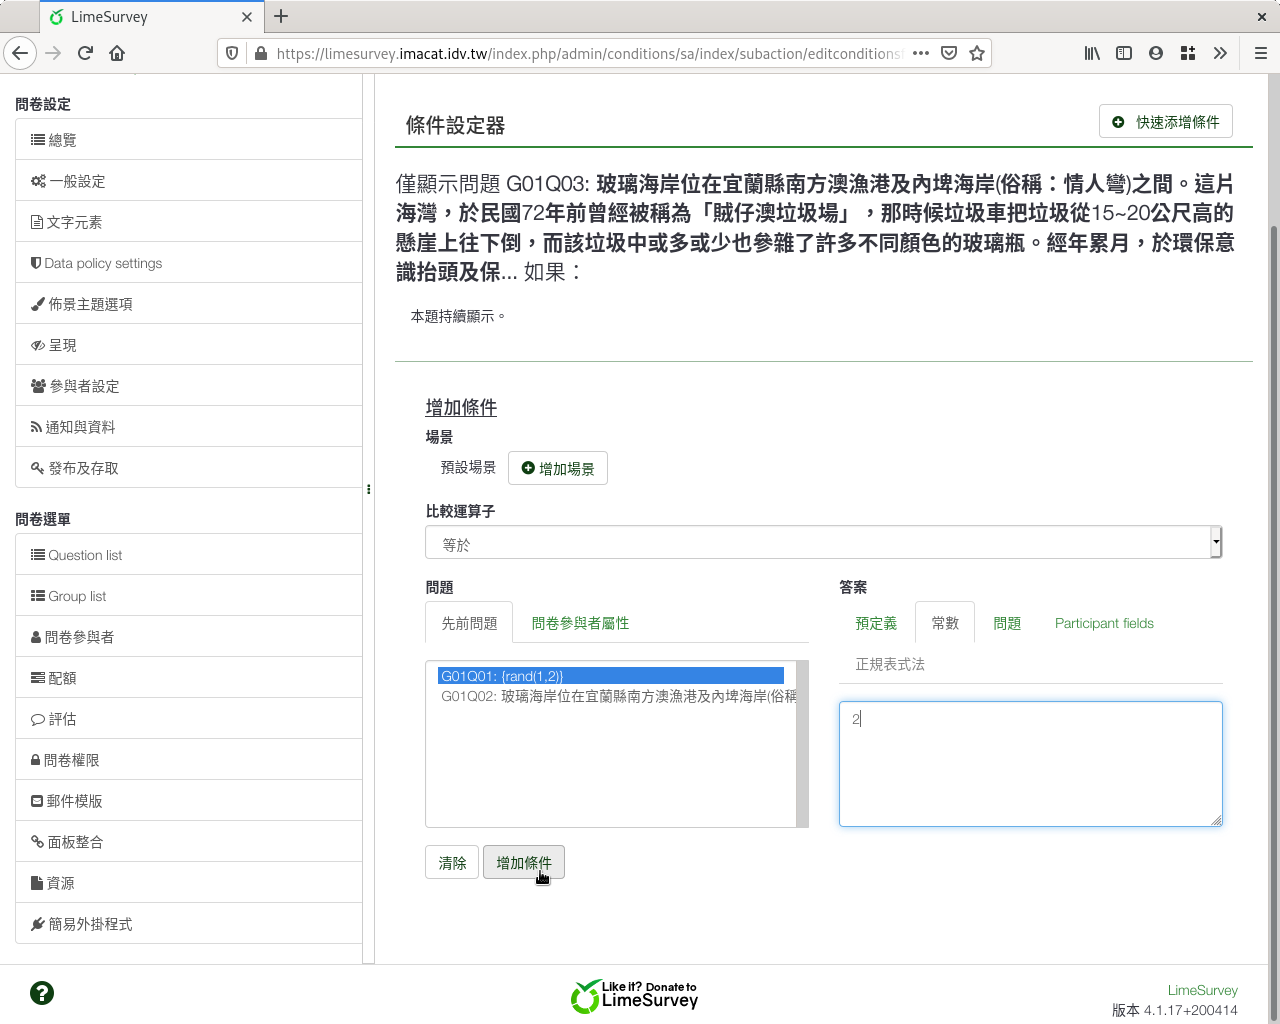 LimeSurvey
https://limesurvey.imacat.idv.tw/index.php/admin/conditions/sa/index/subaction/editconditions
問卷設定
總覽
一般設定
文字元素
Data policy settings
佈景主題選項
呈現
參與者設定
通知與資料
發布及存取
問卷選單
Question list
Group list
問卷參與者
配額
評估
問卷權限
郵件模版
面板整合
資源
簡易外掛程式
條件設定器
快速添增條件
僅顯示問題 G01Q03: 玻璃海岸位在宜蘭縣南方澳漁港及內埤海岸(俗稱：情人彎)之間。這片
海灣，於民國72年前曾經被稱為「賊仔澳垃圾場」，那時候垃圾車把垃圾從15~20公尺高的
懸崖上往下倒，而該垃圾中或多或少也參雜了許多不同顏色的玻璃瓶。經年累月，於環保意
識抬頭及保... 如果：
本題持續顯示。
增加條件
場景
預設場景 增加場景
比較運算子
等於
問題
先前問題 問卷參與者屬性
G01Q01: {rand(1,2)}
G01Q02: 玻璃海岸位在宜蘭縣南方澳漁港及內埤海岸(俗稱
答案
預定義 常數 問題 Participant fields
正規表式法
2
清除 增加條件
Like it? Donate to
LimeSurvey
LimeSurvey
版本 4.1.17+200414